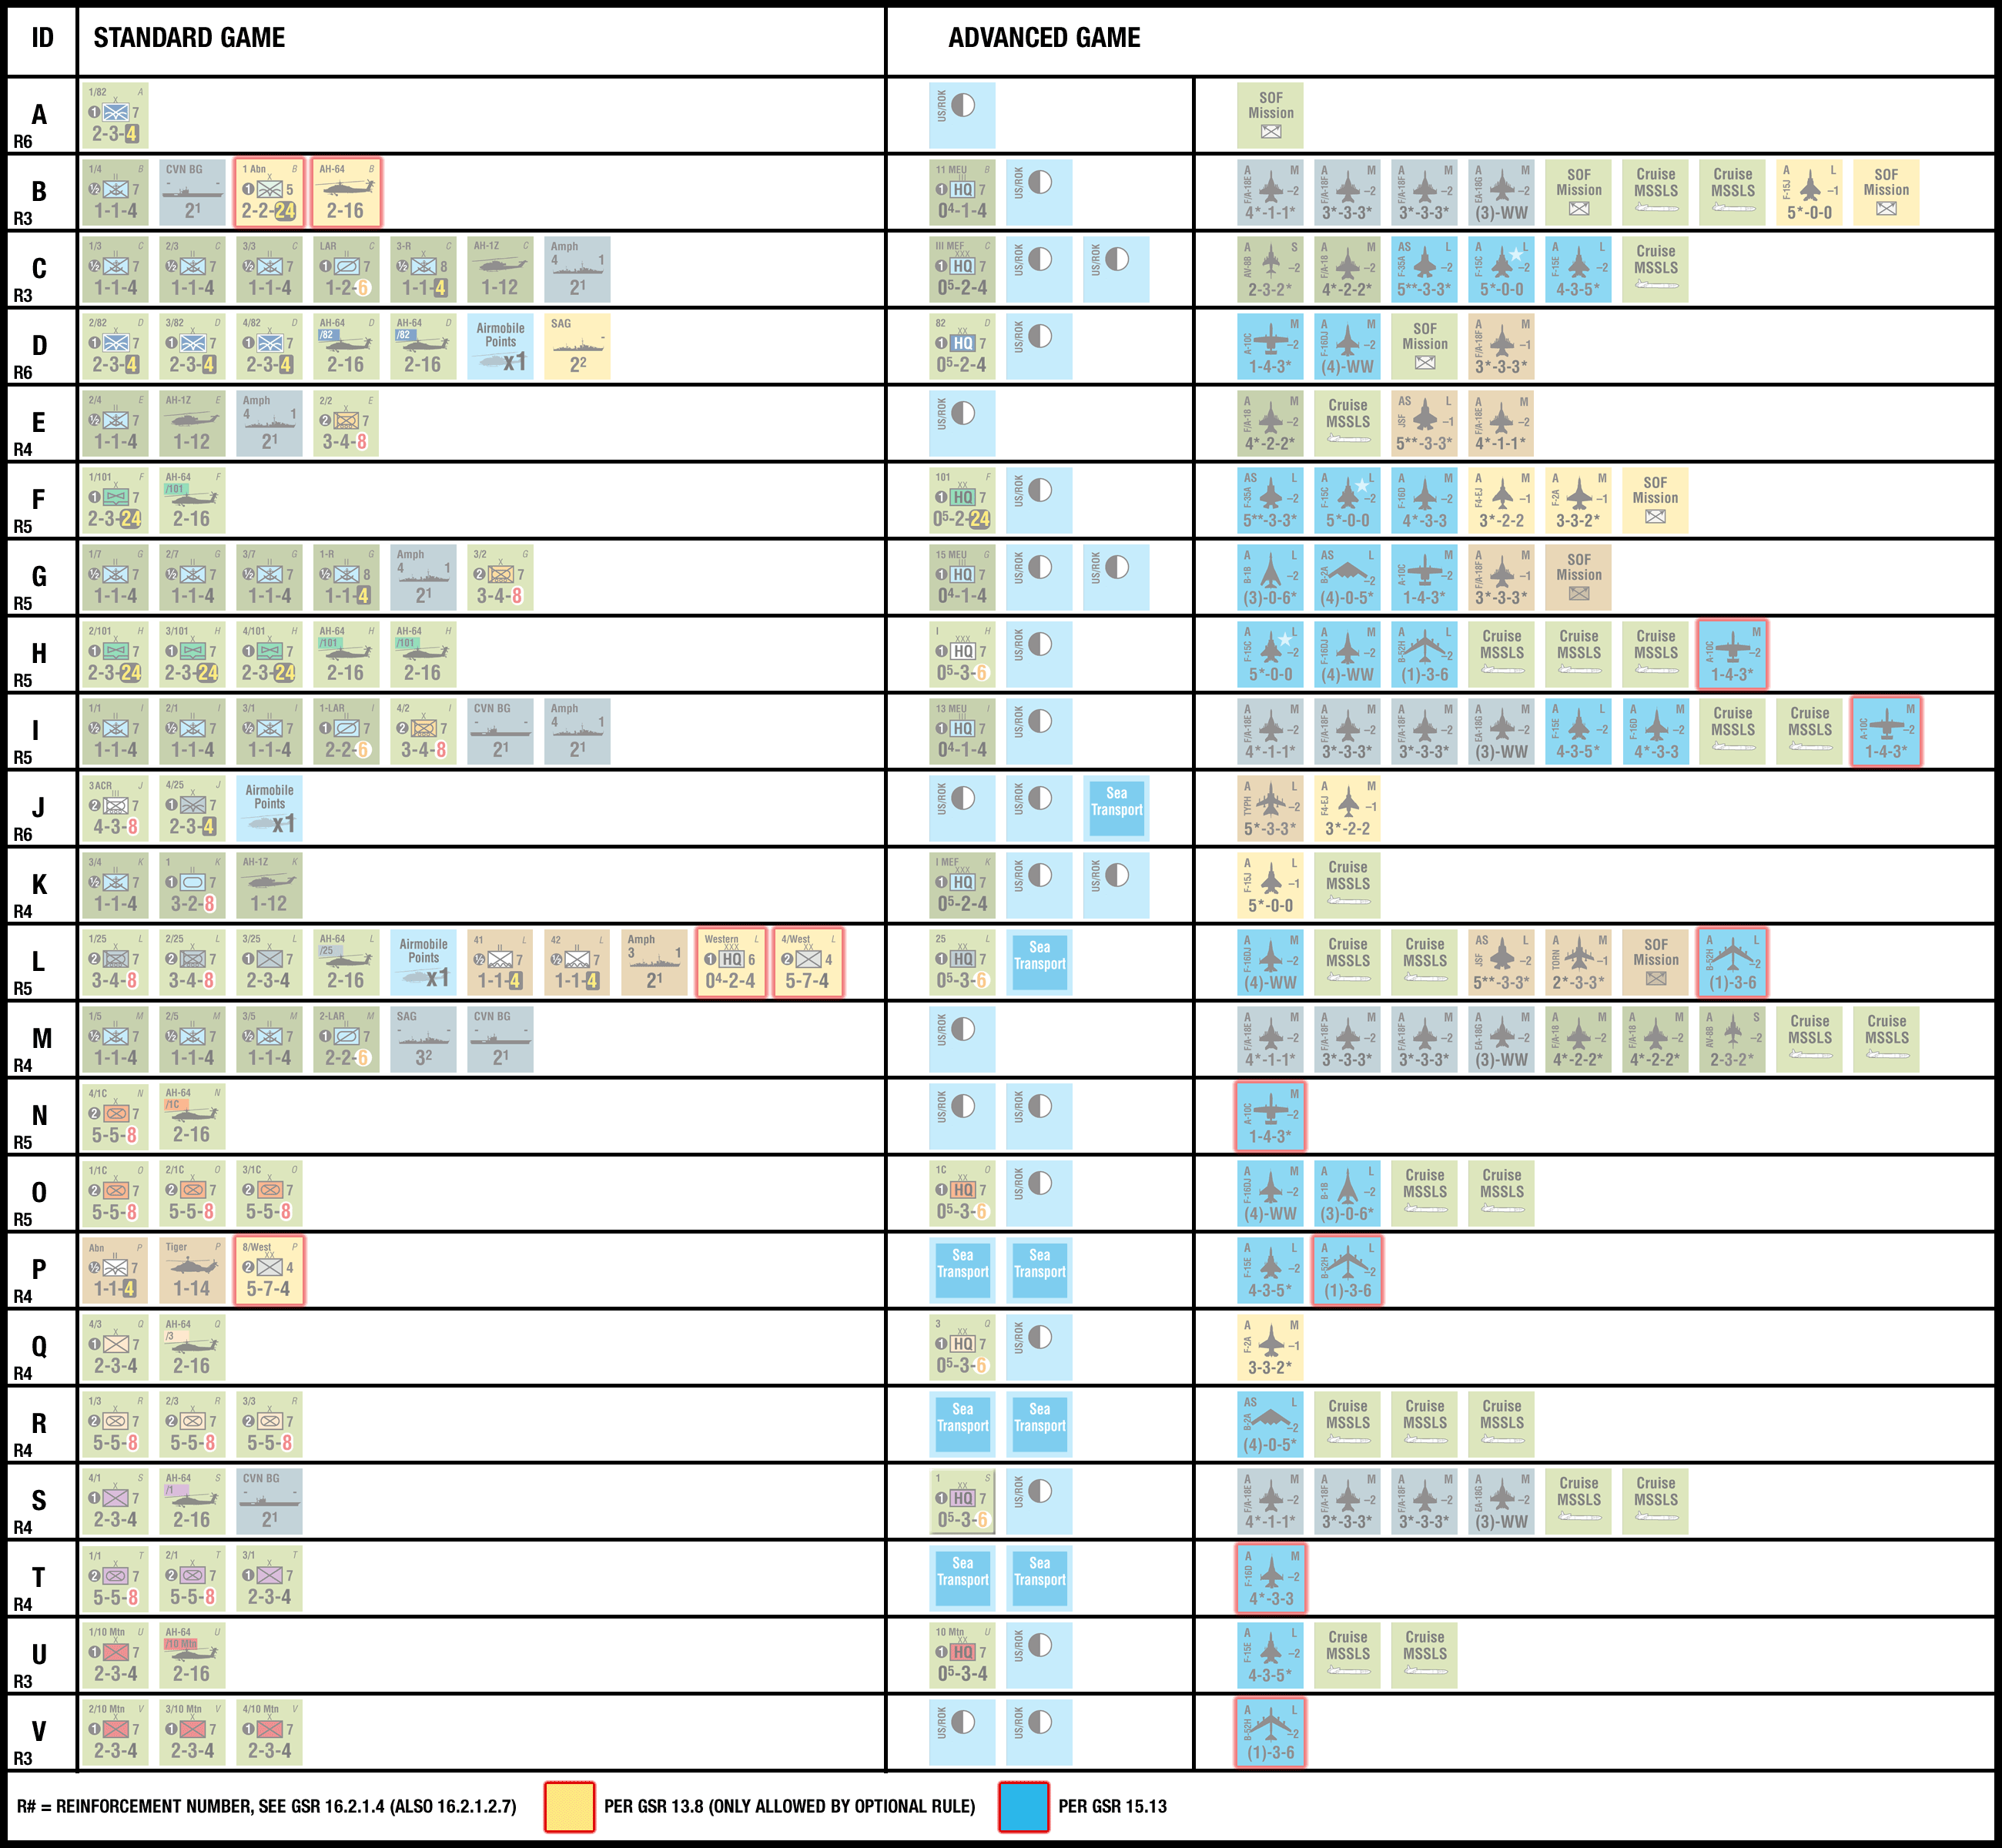 ID STANDARD GAME ADVANCED GAME
1/82 A US/ROK SOF
A X 1 7 Mission
R6 2-3-4
1/4 B CVN BG 1 Abn B AH-64 B 11 MEU B US/ROK A M A M A M A M SOF Cruise Cruise A L SOF
B II ½ 7 - - X 1 5 III 1 HQ 7 F/A-18E -2 F/A-18F -2 F/A-18F -2 EA-18G -2 Mission MSSLS MSSLS F-15J -1 Mission
R3 1-1-4 2¹ 2-2-24 2-16 0⁴-1-4 4*-1-1* 3*-3-3* 3*-3-3* (3)-WW 5*-0-0
1/3 C 2/3 C 3/3 C LAR C 3-R C AH-1Z C Amph III MEF C US/ROK US/ROK A S A M AS L A L A L Cruise
C II ½ 7 II ½ 7 II ½ 7 II 1 7 II ½ 8 4 1 XXX 1 HQ 7 AV-8B -2 F/A-18 -2 F-35A -2 F-15C -2 F-15E -2 MSSLS
R3 1-1-4 1-1-4 1-1-4 1-2-6 1-1-4 1-12 2¹ 0⁵-2-4 2-3-2* 4*-2-2* 5**-3-3* 5*-0-0 4-3-5*
2/82 D 3/82 D 4/82 D AH-64 D AH-64 D Airmobile SAG 82 D US/ROK A M A M SOF A M
D X 1 7 X 1 7 X 1 7 /82 /82 Points - - XX 1 HQ 7 A-10C -2 F-16DJ -2 Mission F/A-18F -1
R6 2-3-4 2-3-4 2-3-4 2-16 2-16 x1 2² 0⁵-2-4 1-4-3* (4)-WW 3*-3-3*
2/4 E AH-1Z E Amph 2/2 E US/ROK A M Cruise AS L A M
E II ½ 7 4 1 X 2 7 F/A-18 -2 MSSLS JSF -1 F/A-18E -2
R4 1-1-4 1-12 2¹ 3-4-8 4*-2-2* 5**-3-3* 4*-1-1*
1/101 F AH-64 F 101 F US/ROK AS L A L A M A M A M SOF
F X 1 7 /101 XX 1 HQ 7 F-35A -2 F-15C -2 F-16D -2 F4-EJ -1 F-2A -1 Mission
R5 2-3-24 2-16 0⁵-2-24 5**-3-3* 5*-0-0 4*-3-3 3*-2-2 3-3-2*
1/7 G 2/7 G 3/7 G 1-R G Amph 3/2 G 15 MEU G US/ROK US/ROK A L AS L A M A M SOF
G II ½ 7 II ½ 7 II ½ 7 II ½ 8 4 1 X 2 7 III 1 HQ 7 B-1B -2 B-2A -2 A-10C -2 F/A-18F -1 Mission
R5 1-1-4 1-1-4 1-1-4 1-1-4 2¹ 3-4-8 0⁴-1-4 (3)-0-6* (4)-0-5* 1-4-3* 3*-3-3*
2/101 H 3/101 H 4/101 H AH-64 H AH-64 H I H US/ROK A L A M A L Cruise Cruise Cruise A M
H X 1 7 X 1 7 X 1 7 /101 /101 XXX 1 HQ 7 F-15C -2 F-16DJ -2 B-52H -2 MSSLS MSSLS MSSLS A-10C -2
R5 2-3-24 2-3-24 2-3-24 2-16 2-16 0⁵-3-6 5*-0-0 (4)-WW (1)-3-6 1-4-3*
1/1 I 2/1 I 3/1 I 1-LAR I 4/2 I CVN BG Amph 13 MEU I US/ROK A M A M A M A M A L A M Cruise Cruise A M
I II ½ 7 II ½ 7 II ½ 7 II 1 7 X 2 7 - - 4 1 III 1 HQ 7 F/A-18E -2 F/A-18F -2 F/A-18F -2 EA-18G -2 F-15E -2 F-16D -2 MSSLS MSSLS A-10C -2
R5 1-1-4 1-1-4 1-1-4 2-2-6 3-4-8 2¹ 2¹ 0⁴-1-4 4*-1-1* 3*-3-3* 3*-3-3* (3)-WW 4-3-5* 4*-3-3 1-4-3*
3 ACR J 4/25 J Airmobile US/ROK US/ROK Sea A L A M
J III 2 7 X 1 7 Points Transport TYPH -2 F4-EJ -1
R6 4-3-8 2-3-4 x1 5*-3-3* 3*-2-2
3/4 K 1 K AH-1Z K I MEF K US/ROK US/ROK A L Cruise
K II ½ 7 II 1 7 XXX 1 HQ 7 F-15J -1 MSSLS
R4 1-1-4 3-2-8 1-12 0⁵-2-4 5*-0-0
1/25 L 2/25 L 3/25 L AH-64 L Airmobile 41 L 42 L Amph Western L 4/West L 25 L Sea A M Cruise Cruise AS L A M SOF A L
L X 2 7 X 2 7 X 1 7 /25 Points II ½ 7 II ½ 7 3 1 XXX 1 HQ 6 XX 2 4 XX 1 HQ 7 Transport F-16DJ -2 MSSLS MSSLS JSF -2 TORN -1 Mission B-52H -2
R5 3-4-8 3-4-8 2-3-4 2-16 x1 1-1-4 1-1-4 2¹ 0⁴-2-4 5-7-4 0⁵-3-6 (4)-WW 5**-3-3* 2*-3-3* (1)-3-6
1/5 M 2/5 M 3/5 M 2-LAR M SAG CVN BG US/ROK A M A M A M A M A M A M A S Cruise Cruise
M II ½ 7 II ½ 7 II ½ 7 II 1 7 - - - - F/A-18E -2 F/A-18F -2 F/A-18F -2 EA-18G -2 F/A-18 -2 F/A-18 -2 AV-8B -2 MSSLS MSSLS
R4 1-1-4 1-1-4 1-1-4 2-2-6 3² 2¹ 4*-1-1* 3*-3-3* 3*-3-3* (3)-WW 4*-2-2* 4*-2-2* 2-3-2*
4/1C N AH-64 N US/ROK US/ROK A M
N X 2 7 /1C A-10C -2
R5 5-5-8 2-16 1-4-3*
1/1C O 2/1C O 3/1C O 1C O US/ROK A M A L Cruise Cruise
O X 2 7 X 2 7 X 2 7 XX 1 HQ 7 F-16DJ -2 B-1B -2 MSSLS MSSLS
R5 5-5-8 5-5-8 5-5-8 0⁵-3-6 (4)-WW (3)-0-6*
Abn P Tiger P 8/West P Sea Sea A L A L
P II ½ 7 XX 2 4 Transport Transport F-15E -2 B-52H -2
R4 1-1-4 1-14 5-7-4 4-3-5* (1)-3-6
4/3 Q AH-64 Q 3 Q US/ROK A M
Q X 1 7 /3 XX 1 HQ 7 F-2A -1
R4 2-3-4 2-16 0⁵-3-6 3-3-2*
1/3 R 2/3 R 3/3 R Sea Sea AS L Cruise Cruise Cruise
R X 2 7 X 2 7 X 2 7 Transport Transport B-2A -2 MSSLS MSSLS MSSLS
R4 5-5-8 5-5-8 5-5-8 (4)-0-5*
4/1 S AH-64 S CVN BG 1 S US/ROK A M A M A M A M Cruise Cruise
S X 1 7 /1 - - XX 1 HQ 7 F/A-18E -2 F/A-18F -2 F/A-18F -2 EA-18G -2 MSSLS MSSLS
R4 2-3-4 2-16 2¹ 0⁵-3-6 4*-1-1* 3*-3-3* 3*-3-3* (3)-WW
1/1 T 2/1 T 3/1 T Sea Sea A M
T X 2 7 X 2 7 X 1 7 Transport Transport F-16D -2
R4 5-5-8 5-5-8 2-3-4 4*-3-3
1/10 Mtn U AH-64 U 10 Mtn U US/ROK A L Cruise Cruise
U X 1 7 /10 Mtn XX 1 HQ 7 F-15E -2 MSSLS MSSLS
R3 2-3-4 2-16 0⁵-3-4 4-3-5*
2/10 Mtn V 3/10 Mtn V 4/10 Mtn V US/ROK US/ROK A L
V X 1 7 X 1 7 X 1 7 B-52H -2
R3 2-3-4 2-3-4 2-3-4 (1)-3-6
R# = REINFORCEMENT NUMBER, SEE GSR 16.2.1.4 (ALSO 16.2.1.2.7) PER GSR 13.8 (ONLY ALLOWED BY OPTIONAL RULE) PER GSR 15.13